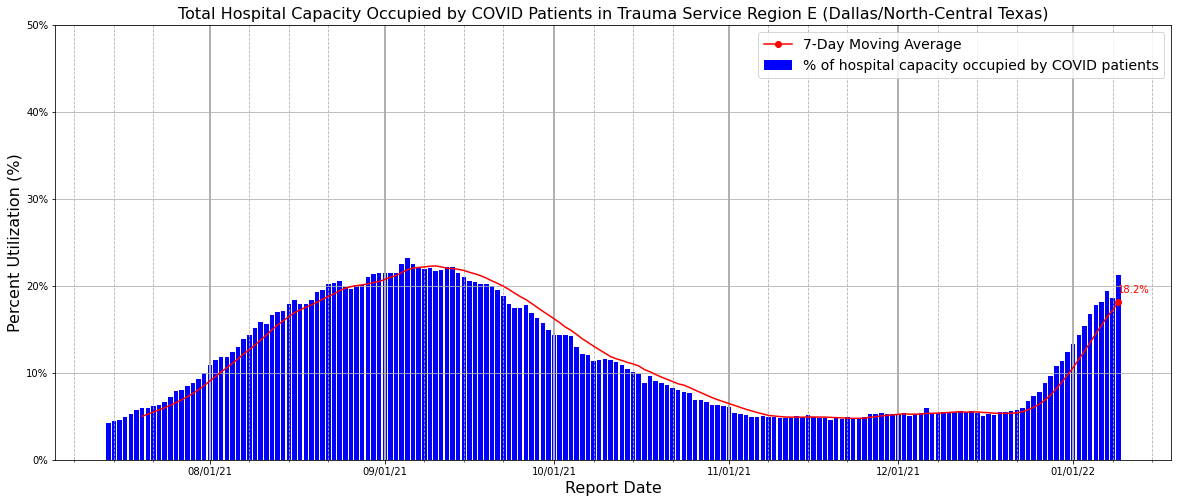 Total Hospital Capacity Occupied by COVID Patients in Trauma Service Region E (Dallas/North-Central Texas)
50%
7-Day Moving Average
% of hospital capacity occupied by COVID patients
40%
30%
20%
10%
0%
18.2%
Percent Utilization (%)
08/01/21 09/01/21 10/01/21 11/01/21 12/01/21 01/01/22
Report Date